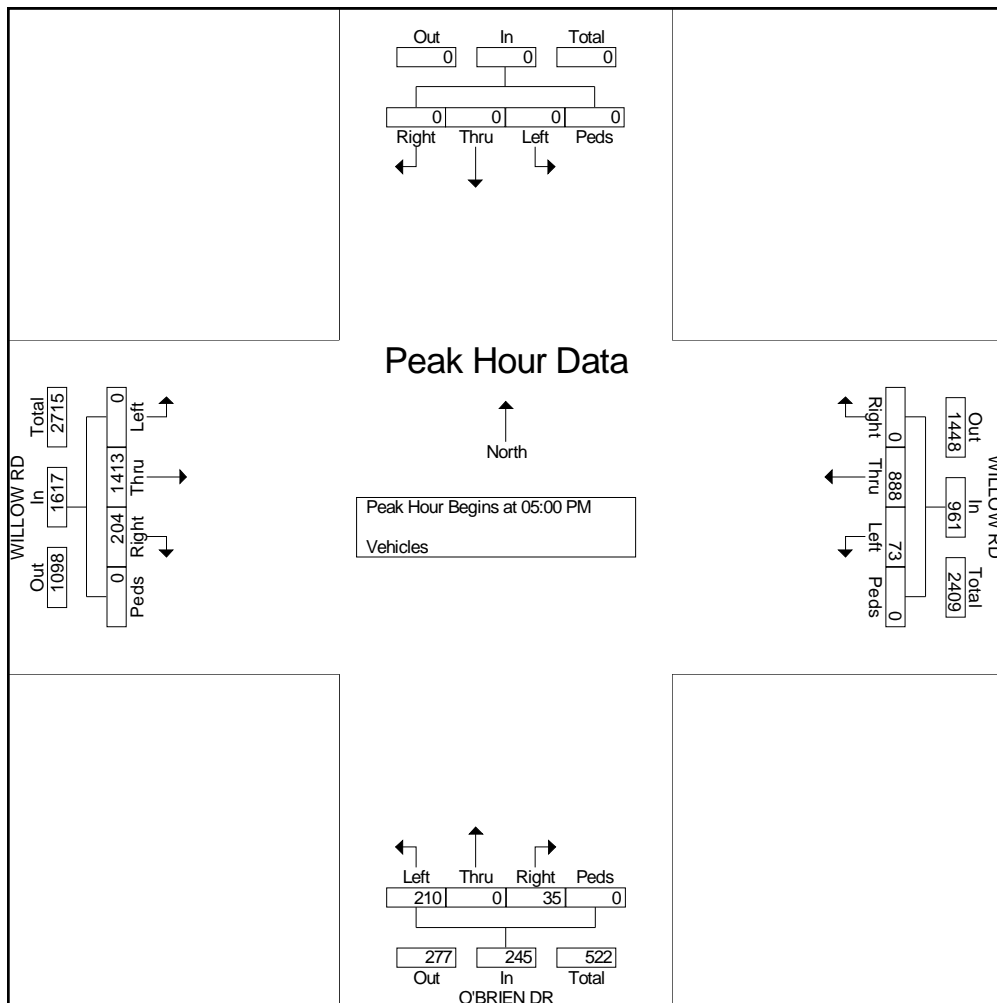 Out In Total
0 0 0
0 0 0 0
Right Thru Left Peds
Peak Hour Data
North
Peak Hour Begins at 05:00 PM
Vehicles
WILLOW RD
Total In Out
2715 1617 1098
0 1413 204 0
Left Thru Right Peds
WILLOW RD
Out In Total
1448 961 2409
0 888 73 0
Right Thru Left Peds
Left Thru Right Peds
210 0 35 0
277 245 522
Out In Total
O'BRIEN DR